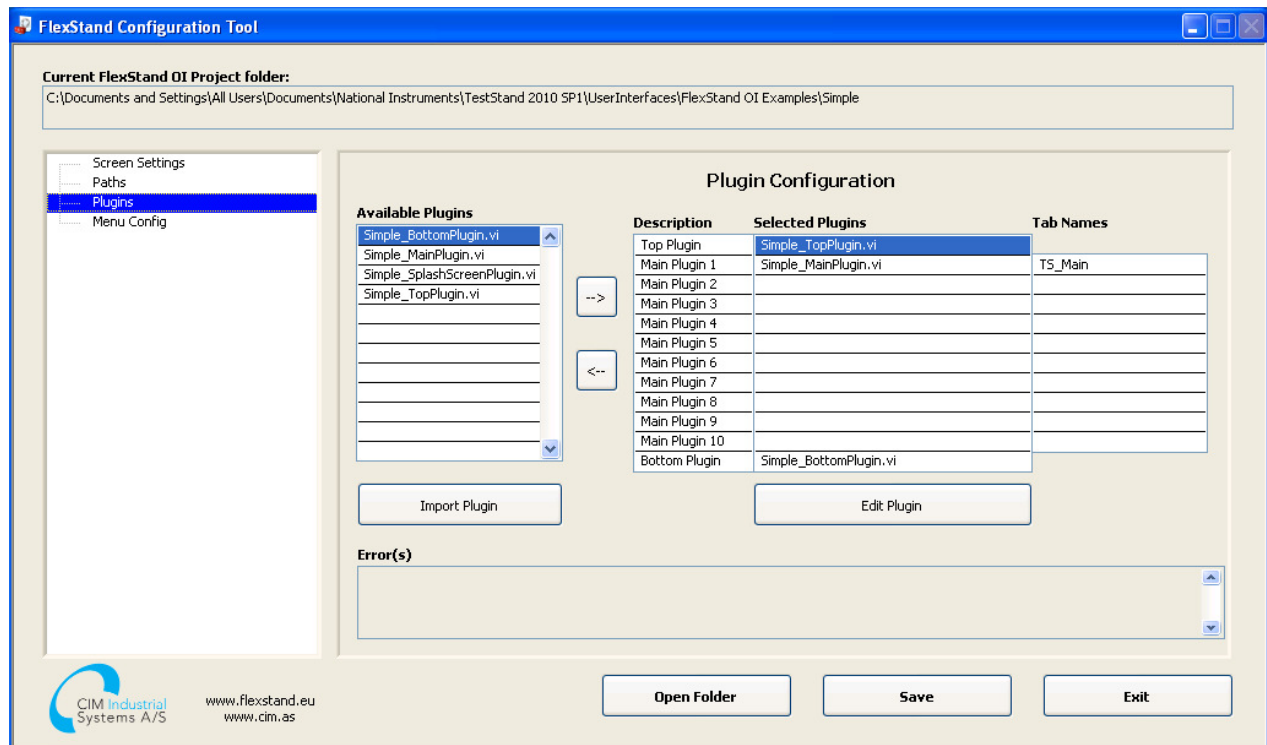 FlexStand Configuration Tool
Current FlexStand OI Project folder:
C:\Documents and Settings\All Users\Documents\National Instruments\TestStand 2010 SP1\UserInterfaces\FlexStand OI Examples\Simple
Screen Settings
Paths
Plugins
Menu Config
Plugin Configuration
Available Plugins
Simple_BottomPlugin.vi
Simple_MainPlugin.vi
Simple_SplashScreenPlugin.vi
Simple_TopPlugin.vi
-->
<--
Import Plugin
Description Selected Plugins Tab Names
Top Plugin Simple_TopPlugin.vi
Main Plugin 1 Simple_MainPlugin.vi TS_Main
Main Plugin 2
Main Plugin 3
Main Plugin 4
Main Plugin 5
Main Plugin 6
Main Plugin 7
Main Plugin 8
Main Plugin 9
Main Plugin 10
Bottom Plugin Simple_BottomPlugin.vi
Edit Plugin
Error(s)
CIM Industrial
Systems A/S
www.flexstand.eu
www.cim.as
Open Folder
Save
Exit